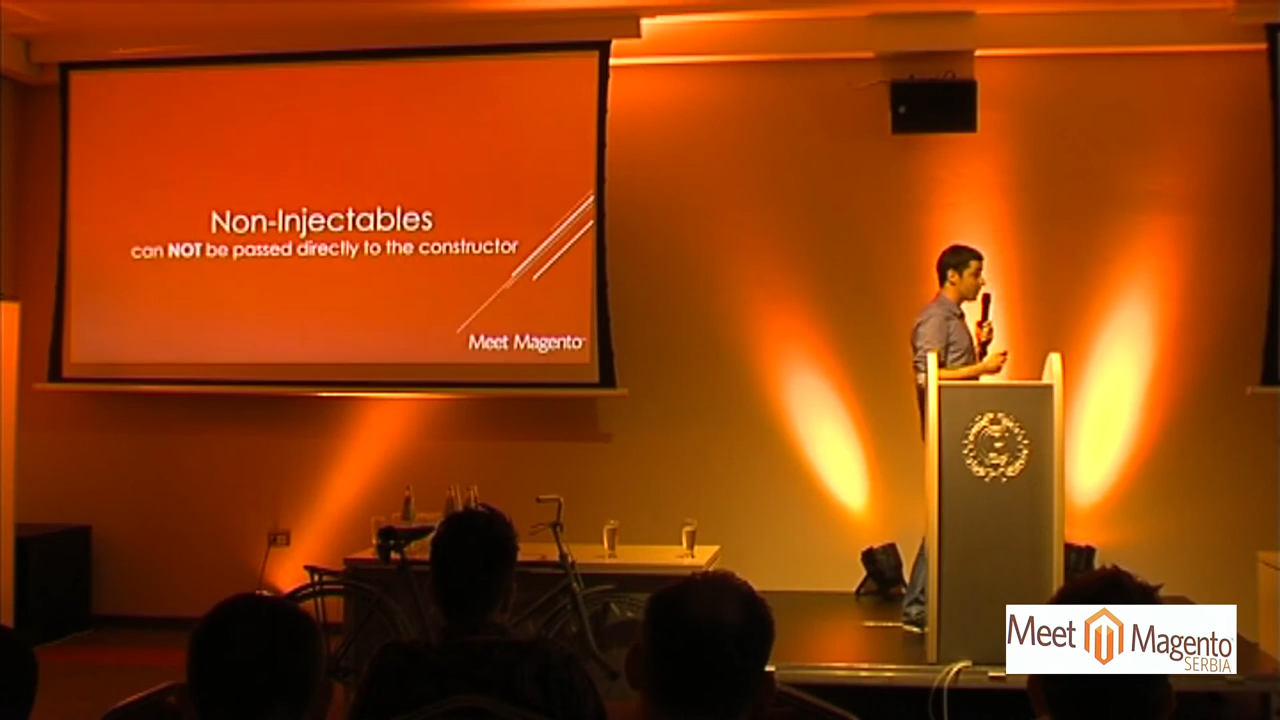 Non-Injectables
can NOT be passed directly to the constructor
Meet Magento
Meet Magento
SERBIA